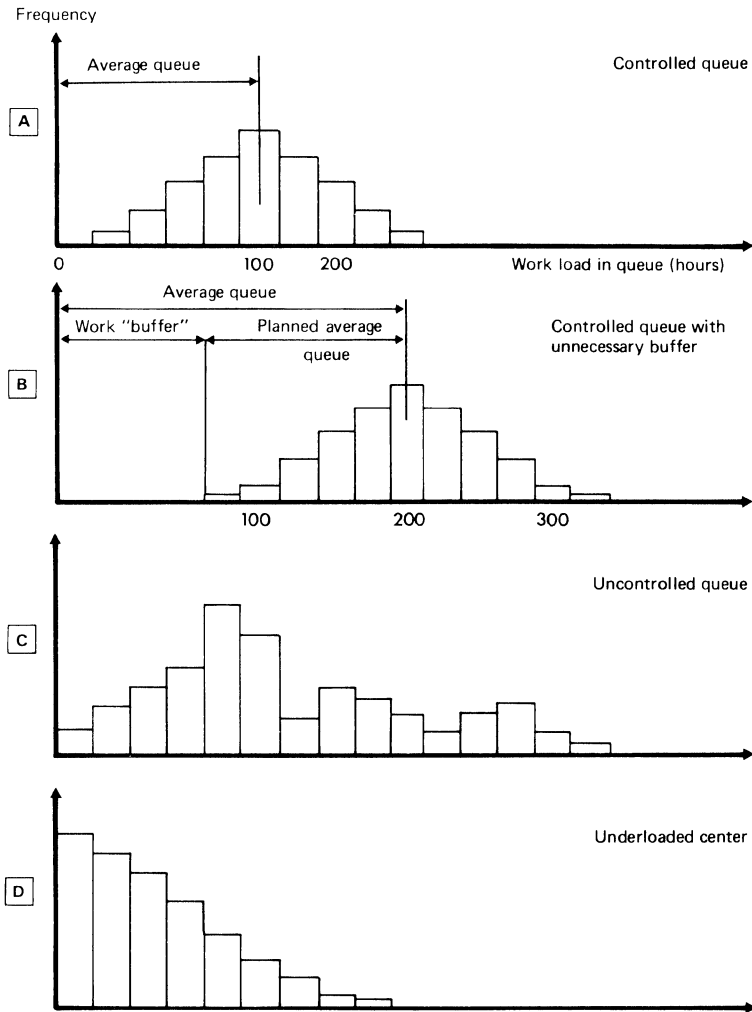 Frequency
Average queue
Controlled queue
A
0 100 200 Work load in queue (hours)
Average queue
Work "buffer" Planned average
queue
Controlled queue with
unnecessary buffer
B
100 200 300
Uncontrolled queue
C
Underloaded center
D